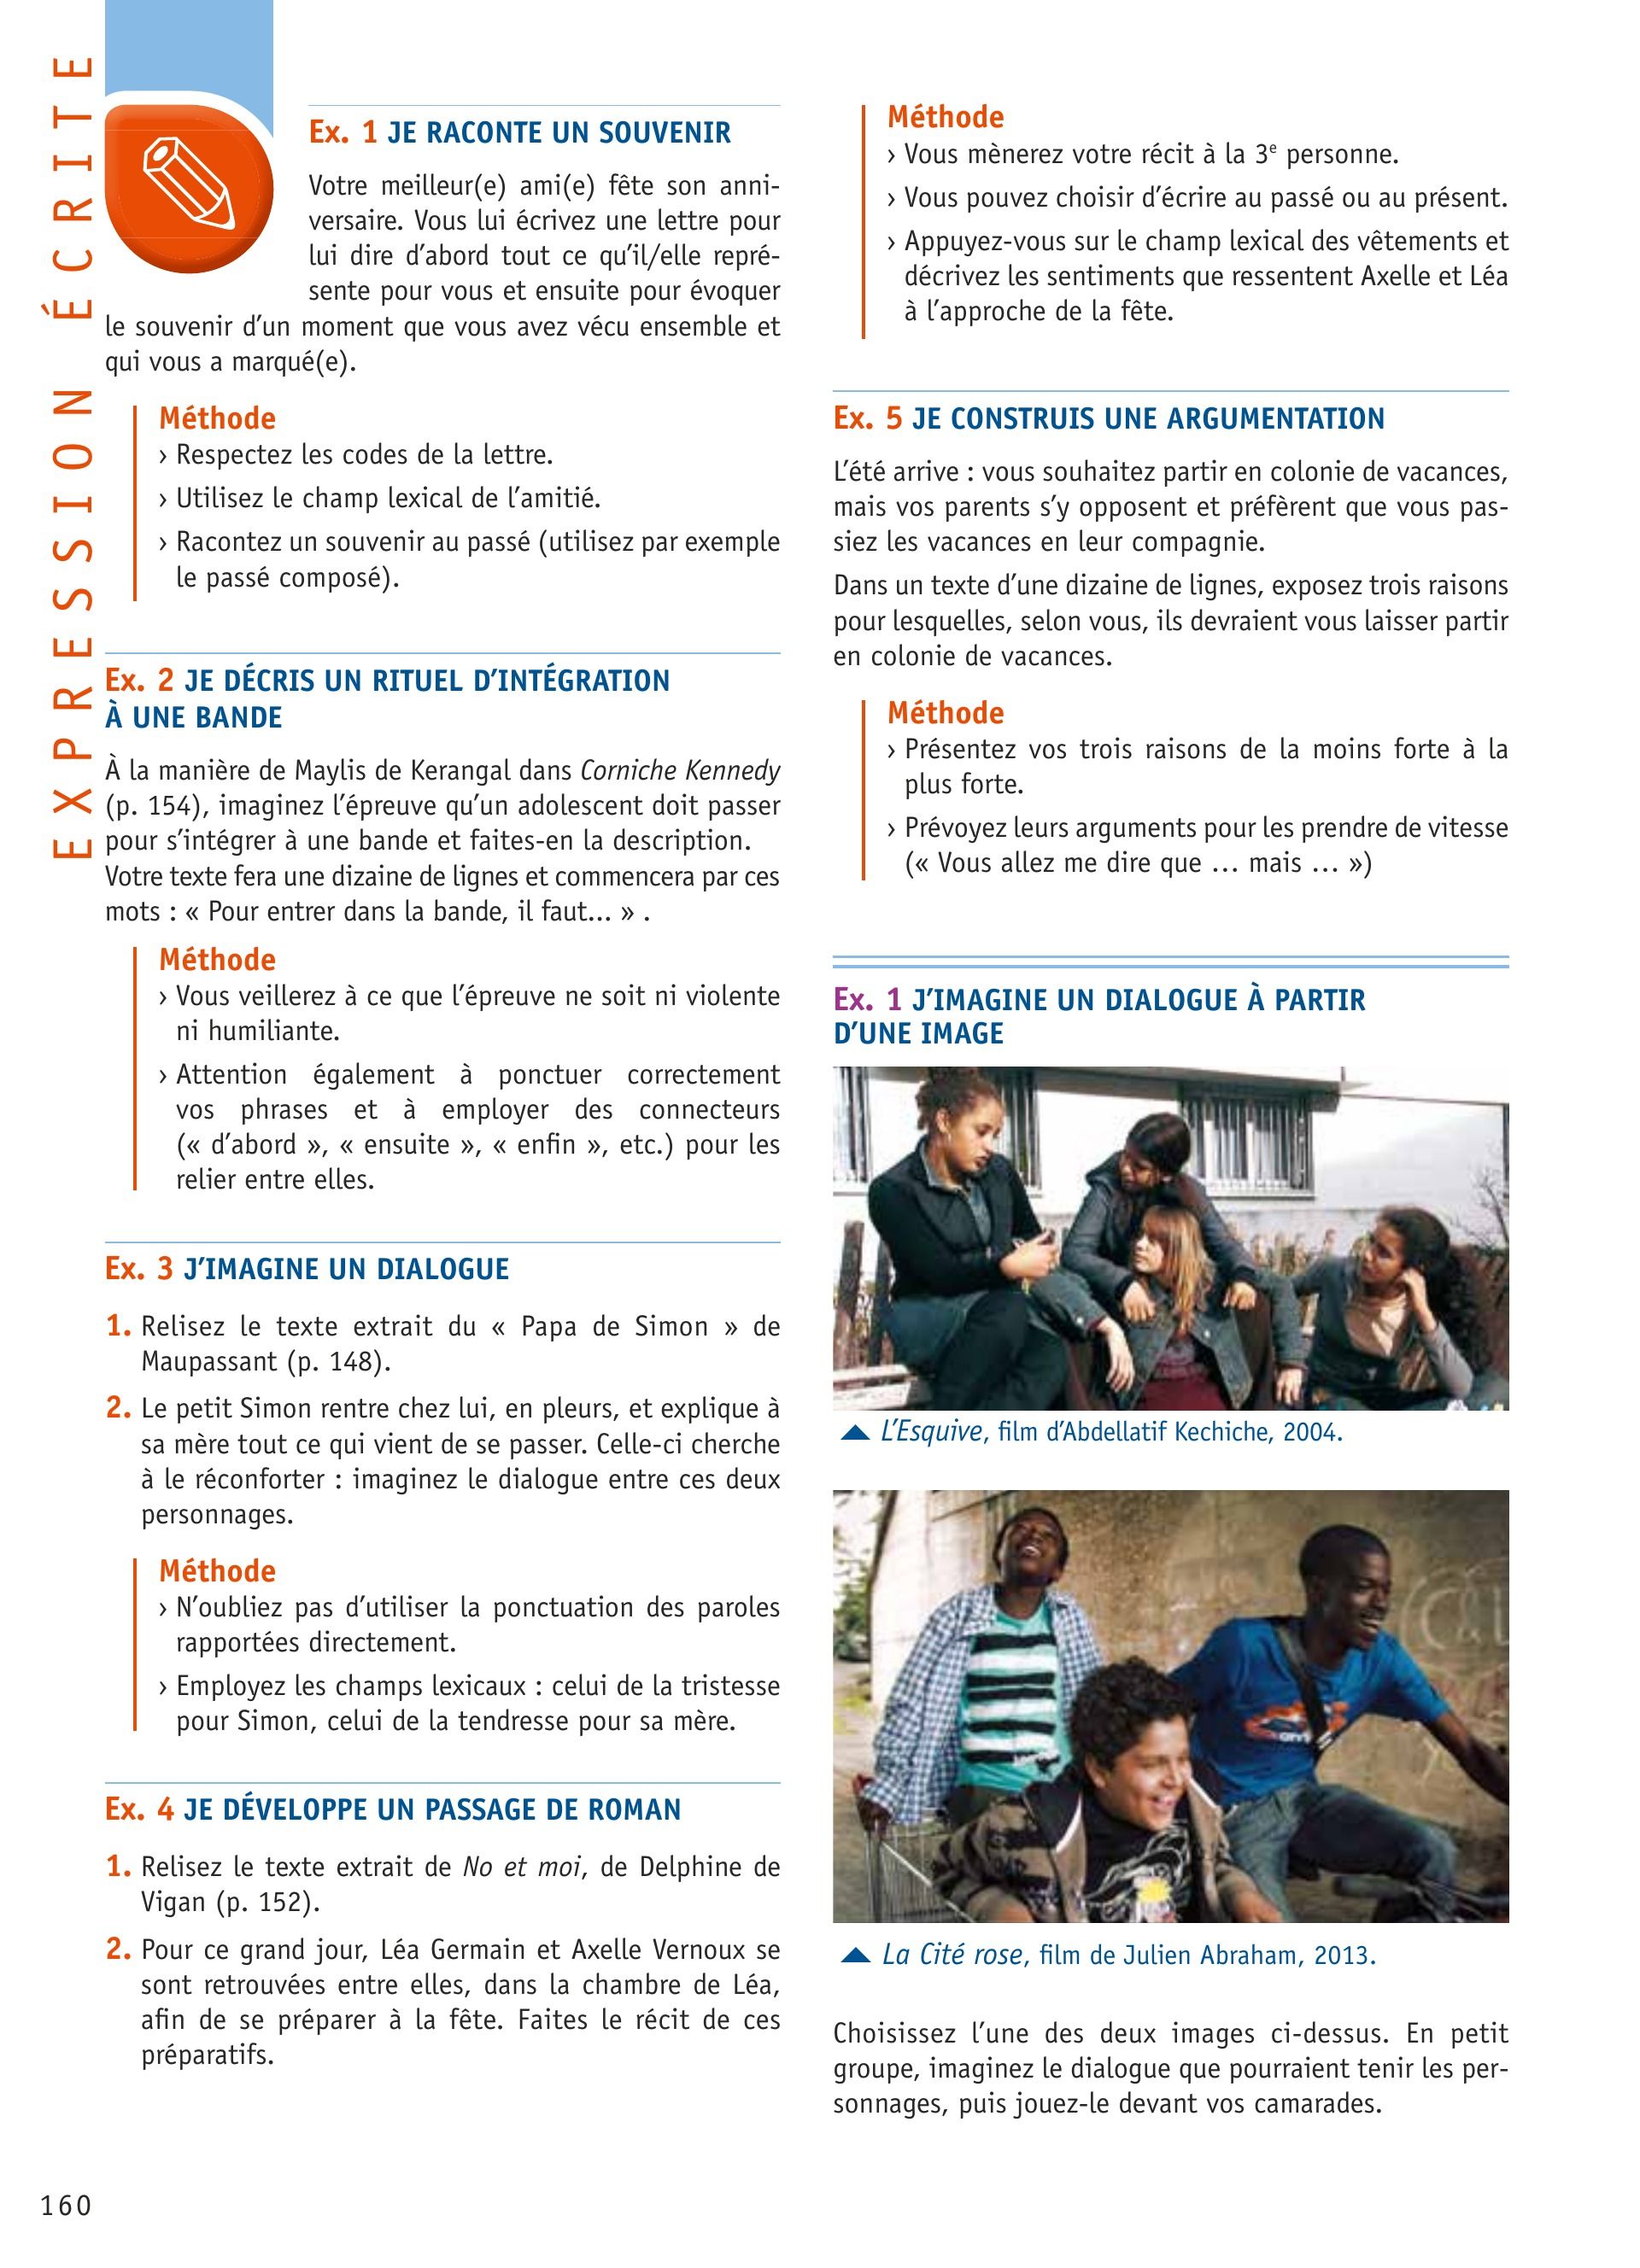 EXPRESSION ÉCRITE
Ex. 1 JE RACONTE UN SOUVENIR
Votre meilleur(e) ami(e) fête son anni-
versaire. Vous lui écrivez une lettre pour
lui dire d’abord tout ce qu’il/elle repré-
sente pour vous et ensuite pour évoquer
le souvenir d’un moment que vous avez vécu ensemble et
qui vous a marqué(e).
Méthode
› Respectez les codes de la lettre.
› Utilisez le champ lexical de l’amitié.
› Racontez un souvenir au passé (utilisez par exemple
le passé composé).
Ex. 2 JE DÉCRIS UN RITUEL D’INTÉGRATION
À UNE BANDE
À la manière de Maylis de Kerangal dans Corniche Kennedy
(p. 154), imaginez l’épreuve qu’un adolescent doit passer
pour s’intégrer à une bande et faites-en la description.
Votre texte fera une dizaine de lignes et commencera par ces
mots : « Pour entrer dans la bande, il faut... » .
Méthode
› Vous veillerez à ce que l’épreuve ne soit ni violente
ni humiliante.
› Attention également à ponctuer correctement
vos phrases et à employer des connecteurs
(« d’abord », « ensuite », « enfin », etc.) pour les
relier entre elles.
Ex. 3 J’IMAGINE UN DIALOGUE
1. Relisez le texte extrait du « Papa de Simon » de
Maupassant (p. 148).
2. Le petit Simon rentre chez lui, en pleurs, et explique à
sa mère tout ce qui vient de se passer. Celle-ci cherche
à le réconforter : imaginez le dialogue entre ces deux
personnages.
Méthode
› N’oubliez pas d’utiliser la ponctuation des paroles
rapportées directement.
› Employez les champs lexicaux : celui de la tristesse
pour Simon, celui de la tendresse pour sa mère.
Ex. 4 JE DÉVELOPPE UN PASSAGE DE ROMAN
1. Relisez le texte extrait de No et moi, de Delphine de
Vigan (p. 152).
2. Pour ce grand jour, Léa Germain et Axelle Vernoux se
sont retrouvées entre elles, dans la chambre de Léa,
afin de se préparer à la fête. Faites le récit de ces
préparatifs.
Méthode
› Vous mènerez votre récit à la 3e personne.
› Vous pouvez choisir d’écrire au passé ou au présent.
› Appuyez-vous sur le champ lexical des vêtements et
décrivez les sentiments que ressentent Axelle et Léa
à l’approche de la fête.
Ex. 5 JE CONSTRUIS UNE ARGUMENTATION
L’été arrive : vous souhaitez partir en colonie de vacances,
mais vos parents s’y opposent et préfèrent que vous pas-
siez les vacances en leur compagnie.
Dans un texte d’une dizaine de lignes, exposez trois raisons
pour lesquelles, selon vous, ils devraient vous laisser partir
en colonie de vacances.
Méthode
› Présentez vos trois raisons de la moins forte à la
plus forte.
› Prévoyez leurs arguments pour les prendre de vitesse
(« Vous allez me dire que ... mais ... »)
Ex. 1 J’IMAGINE UN DIALOGUE À PARTIR
D’UNE IMAGE
L’Esquive, film d’Abdellatif Kechiche, 2004.
La Cité rose, film de Julien Abraham, 2013.
Choisissez l’une des deux images ci-dessus. En petit
groupe, imaginez le dialogue que pourraient tenir les per-
sonnages, puis jouez-le devant vos camarades.
160